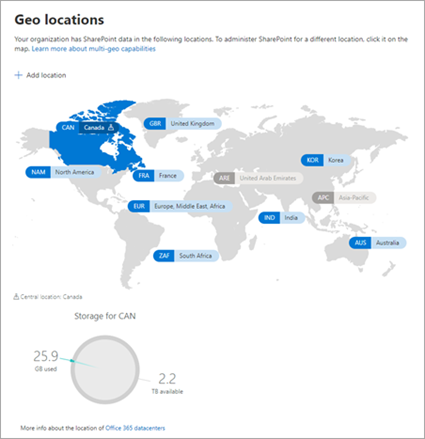 Geo locations
Your organization has SharePoint data in the following locations. To administer SharePoint for a different location, click it on the
map. Learn more about multi-geo capabilities
+ Add location
CAN Canada
GBR United Kingdom
KOR Korea
NAM North America
FRA France
ARE United Arab Emirates
APC Asia-Pacific
EUR Europe, Middle East, Africa
IND India
AUS Australia
ZAF South Africa
Central location: Canada
Storage for CAN
25.9
GB used
2.2
TB available
More info about the location of Office 365 datacenters